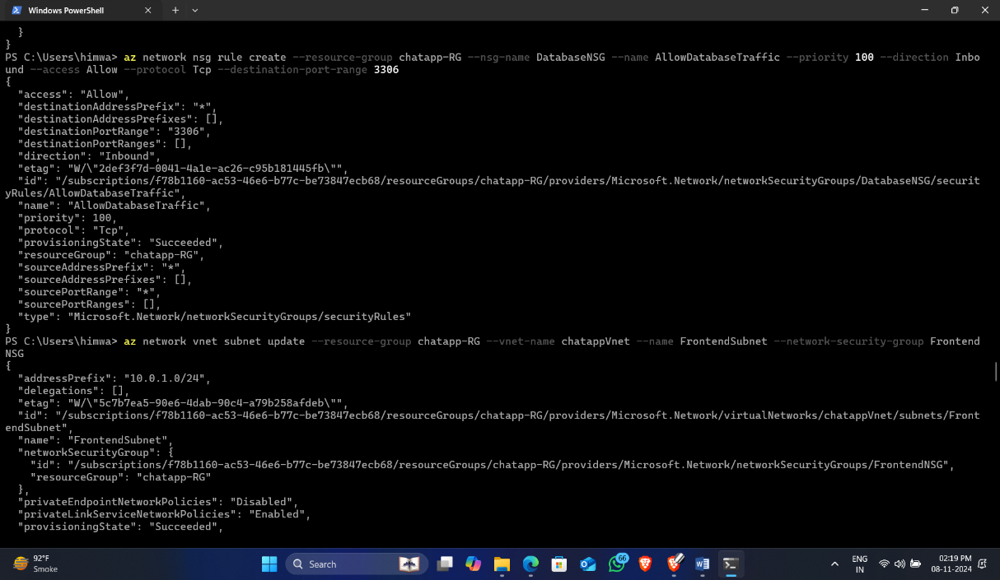 Windows PowerShell
  }
}
PS C:\Users\himwa> az network nsg rule create --resource-group chatapp-RG --nsg-name DatabaseNSG --name AllowDatabaseTraffic --priority 100 --direction Inbo
und --access Allow --protocol Tcp --destination-port-range 3306
{
  "access": "Allow",
  "destinationAddressPrefix": "*",
  "destinationAddressPrefixes": [],
  "destinationPortRange": "3306",
  "destinationPortRanges": [],
  "direction": "Inbound",
  "etag": "W/\"2def3f7d-0041-4a1e-ac26-c95b181445fb\"",
  "id": "/subscriptions/f78b1160-ac53-46e6-b77c-be73847ecb68/resourceGroups/chatapp-RG/providers/Microsoft.Network/networkSecurityGroups/DatabaseNSG/securit
yRules/AllowDatabaseTraffic",
  "name": "AllowDatabaseTraffic",
  "priority": 100,
  "protocol": "Tcp",
  "provisioningState": "Succeeded",
  "resourceGroup": "chatapp-RG",
  "sourceAddressPrefix": "*",
  "sourceAddressPrefixes": [],
  "sourcePortRange": "*",
  "sourcePortRanges": [],
  "type": "Microsoft.Network/networkSecurityGroups/securityRules"
}
PS C:\Users\himwa> az network vnet subnet update --resource-group chatapp-RG --vnet-name chatappVnet --name FrontendSubnet --network-security-group Frontend
NSG
{
  "addressPrefix": "10.0.1.0/24",
  "delegations": [],
  "etag": "W/\"5c7b7ea5-90e6-4dab-90c4-a79b258afdeb\"",
  "id": "/subscriptions/f78b1160-ac53-46e6-b77c-be73847ecb68/resourceGroups/chatapp-RG/providers/Microsoft.Network/virtualNetworks/chatappVnet/subnets/Front
endSubnet",
  "name": "FrontendSubnet",
  "networkSecurityGroup": {
    "id": "/subscriptions/f78b1160-ac53-46e6-b77c-be73847ecb68/resourceGroups/chatapp-RG/providers/Microsoft.Network/networkSecurityGroups/FrontendNSG",
    "resourceGroup": "chatapp-RG"
  },
  "privateEndpointNetworkPolicies": "Disabled",
  "privateLinkServiceNetworkPolicies": "Enabled",
  "provisioningState": "Succeeded",
92°F
Smoke
Search
66
ENG
IN
02:19 PM
08-11-2024